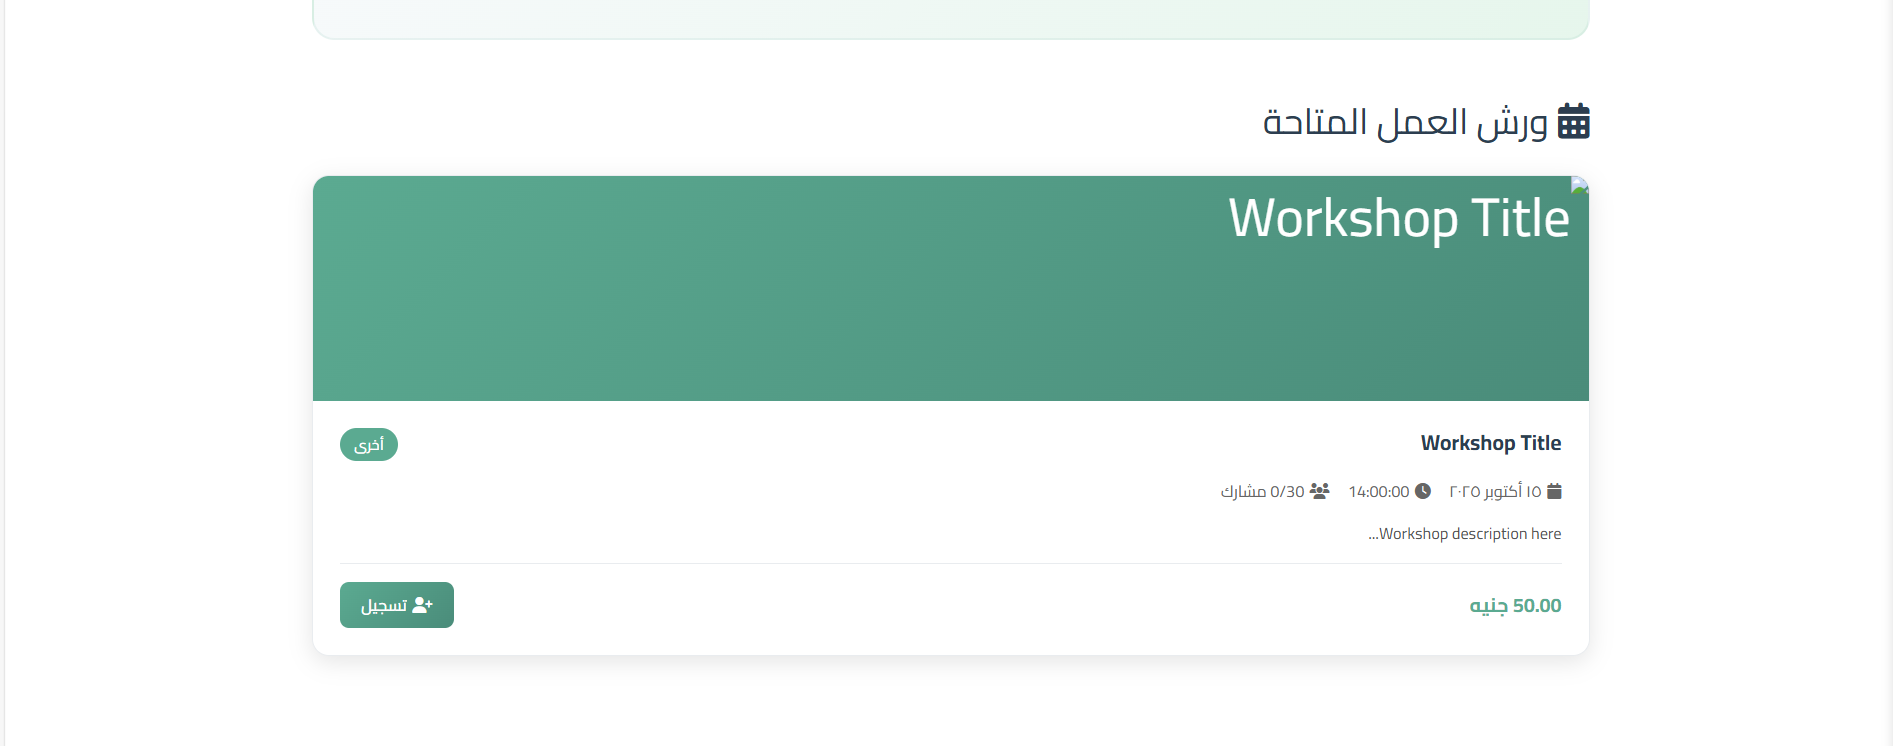 ورش العمل المتاحة
Workshop Title
Workshop Title
أخرى
١٥ أكتوبر ٢٠٢٥ 14:00:00 0/30 مشارك
Workshop description here...
50.00 جنيه
تسجيل